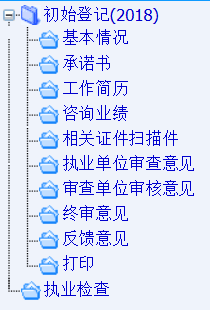 初始登记(2018)
基本情况
承诺书
工作简历
咨询业绩
相关证件扫描件
执业单位审查意见
审查单位审核意见
终审意见
反馈意见
打印
执业检查